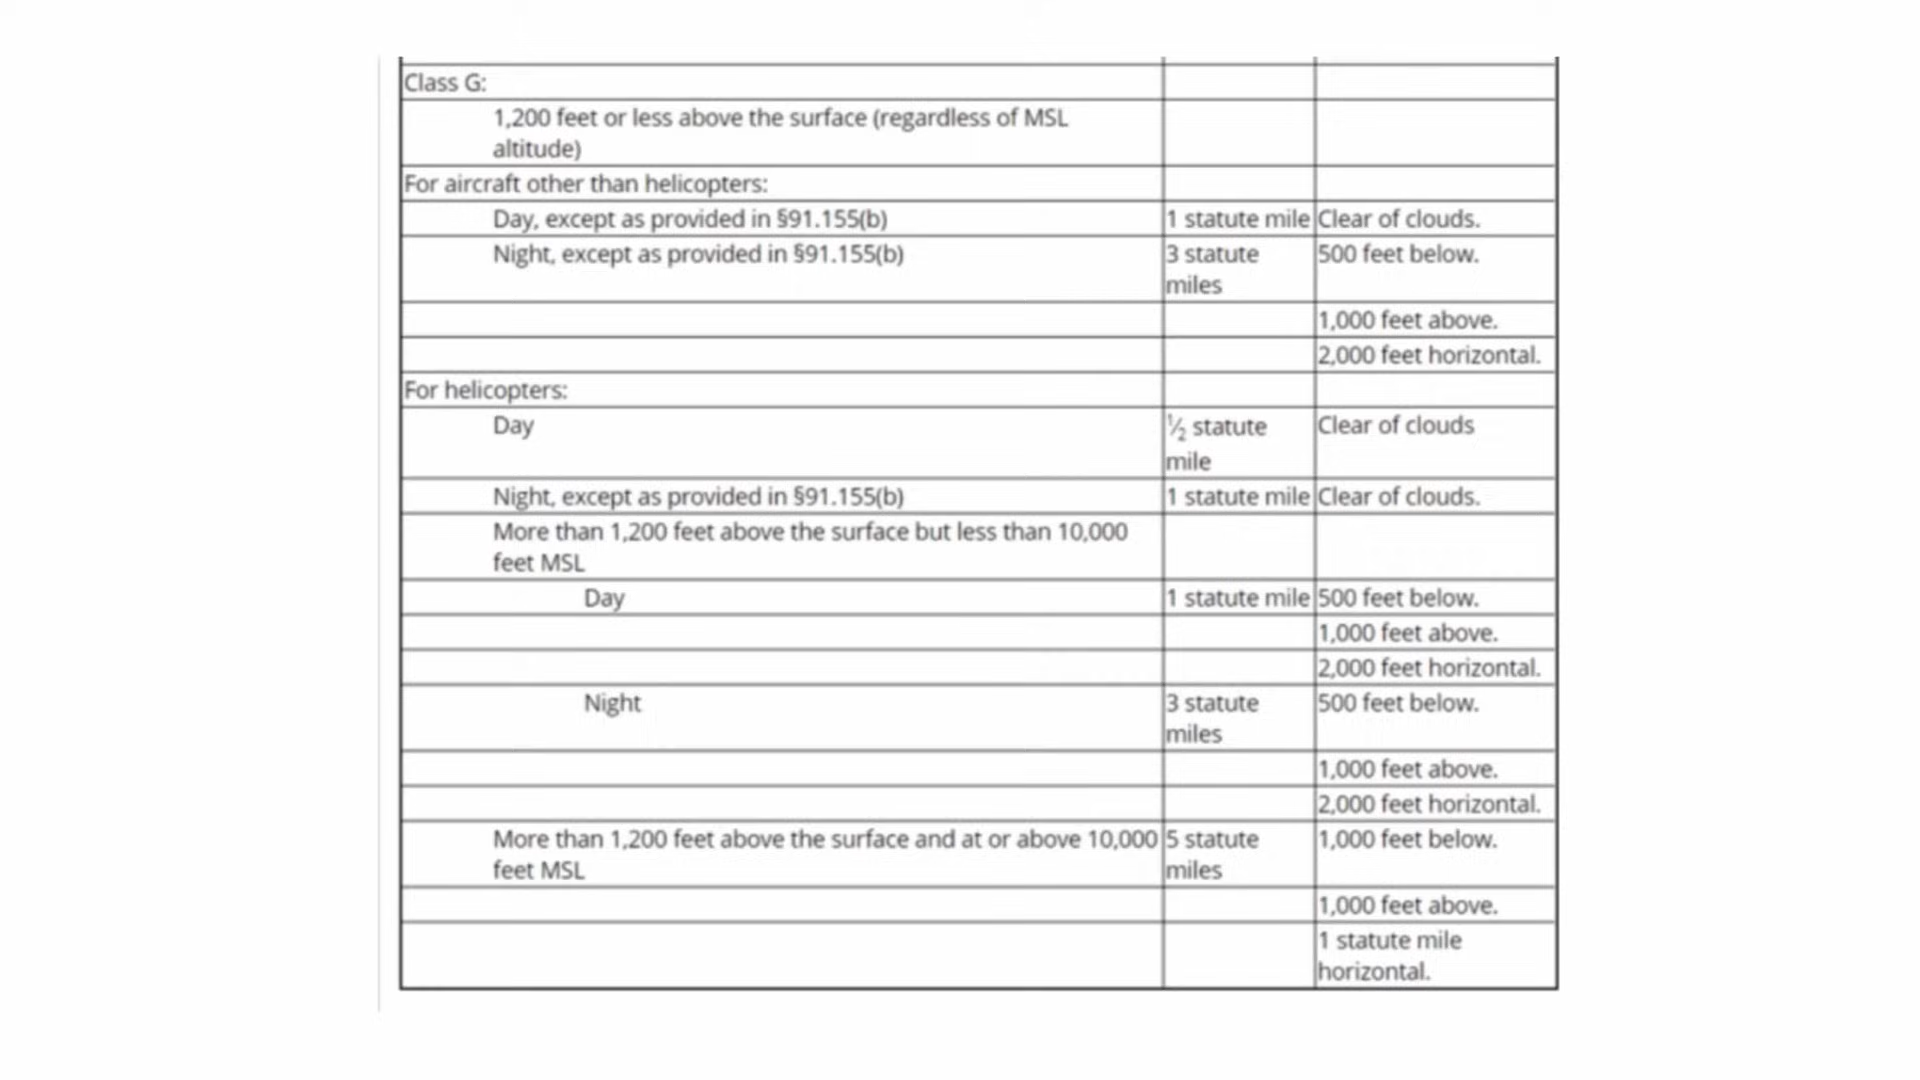 Class G:
1,200 feet or less above the surface (regardless of MSL
altitude)
For aircraft other than helicopters:
Day, except as provided in §91.155(b) 1 statute mile Clear of clouds.
Night, except as provided in §91.155(b) 3 statute 500 feet below.
miles
1,000 feet above.
2,000 feet horizontal.
For helicopters:
Day ½ statute Clear of clouds
mile
Night, except as provided in §91.155(b) 1 statute mile Clear of clouds.
More than 1,200 feet above the surface but less than 10,000
feet MSL
Day 1 statute mile 500 feet below.
1,000 feet above.
2,000 feet horizontal.
Night 3 statute 500 feet below.
miles
1,000 feet above.
2,000 feet horizontal.
More than 1,200 feet above the surface and at or above 10,000 5 statute 1,000 feet below.
feet MSL miles
1,000 feet above.
1 statute mile
horizontal.